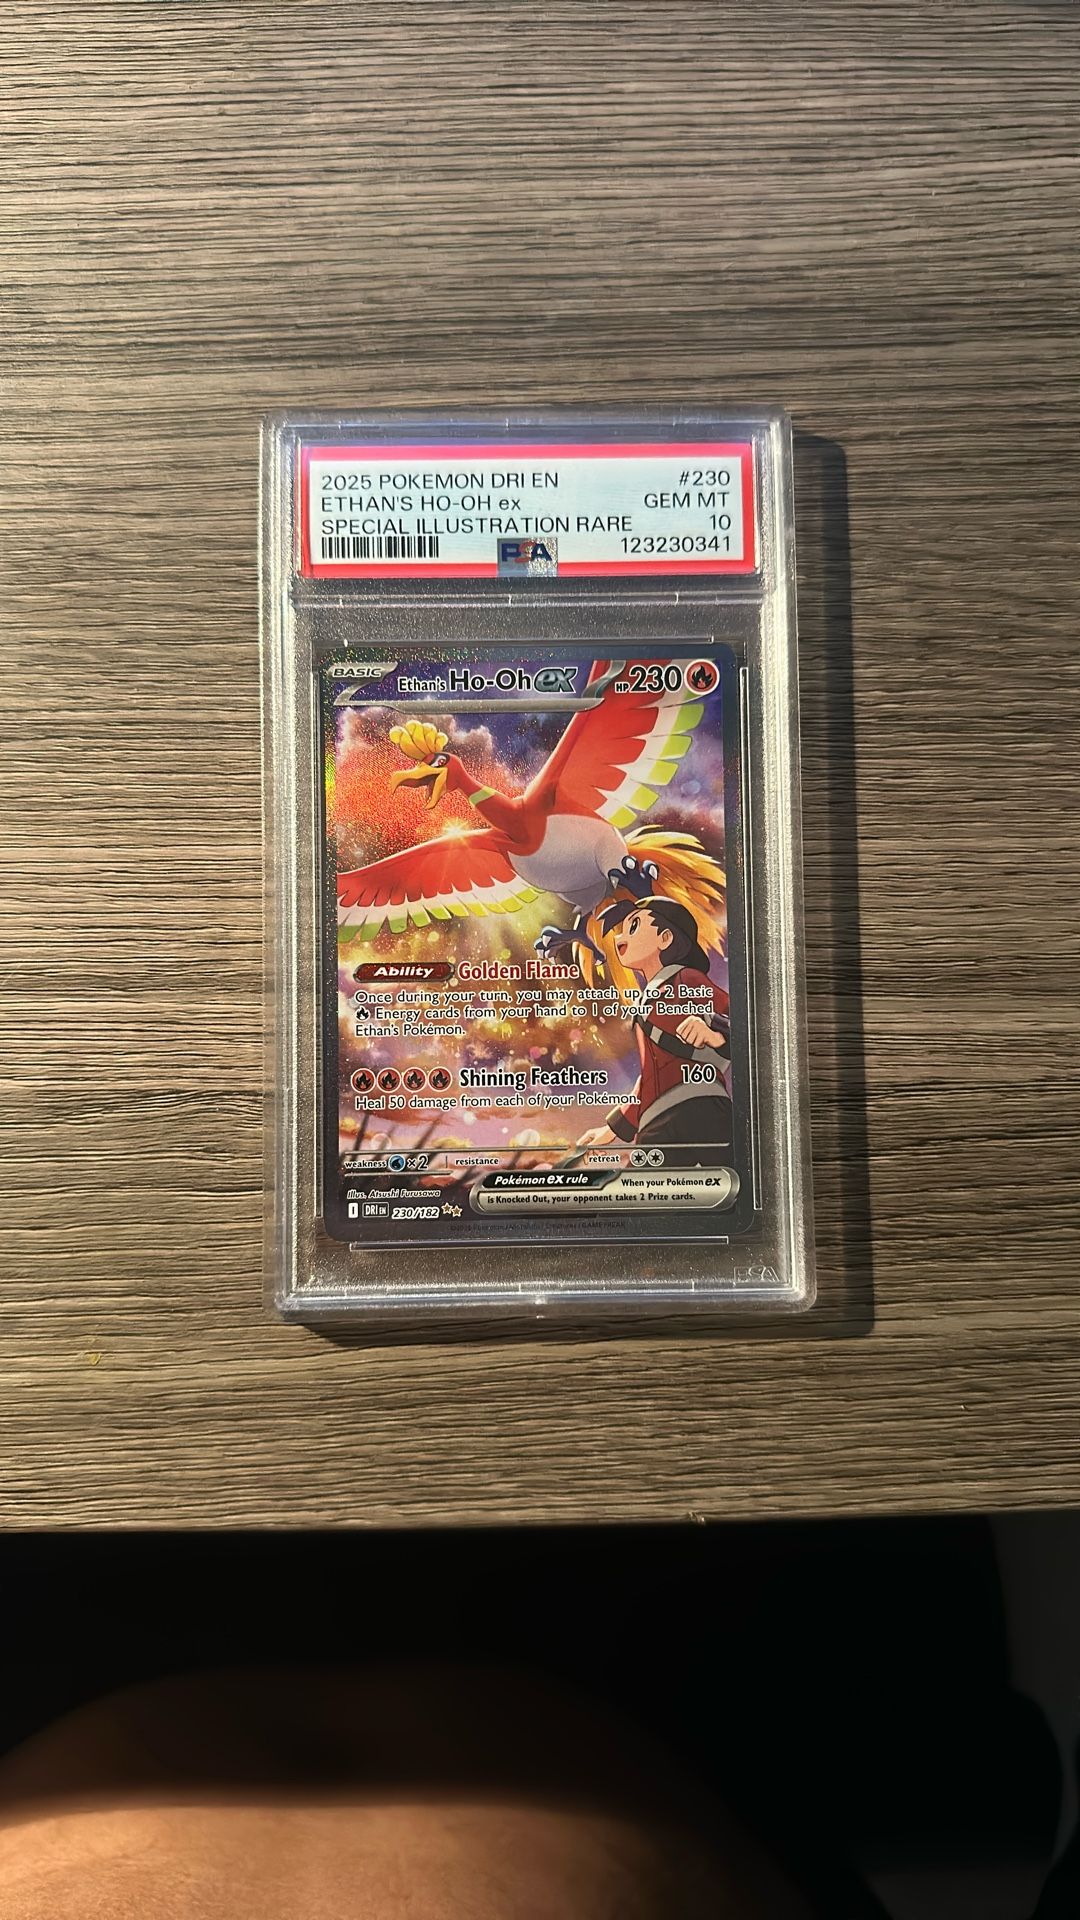 2025 POKEMON DRI EN #230
ETHAN'S HO-OH ex GEM MT
SPECIAL ILLUSTRATION RARE 10
PSA 123230341
BASIC Ethan's Ho-Oh ex HP 230
Ability Golden Flame
Once during your turn, you may attach up to 2 Basic
Energy cards from your hand to 1 of your Benched
Ethan's Pokémon.
Shining Feathers 160
Heal 50 damage from each of your Pokémon.
weakness ×2 resistance retreat
Pokémon ex rule When your Pokémon ex
is Knocked Out, your opponent takes 2 Prize cards.
Illus. Atsushi Furusawa
I DRI EN 230/182
PSA